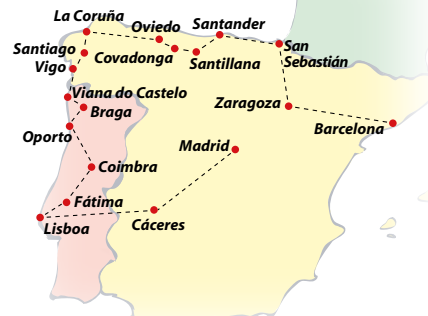 La Coruña
Oviedo
Santander
Santiago
Covadonga
San
Sebastián
Vigo
Santillana
Viana do Castelo
Braga
Zaragoza
Barcelona
Oporto
Madrid
Coimbra
Fátima
Lisboa
Cáceres